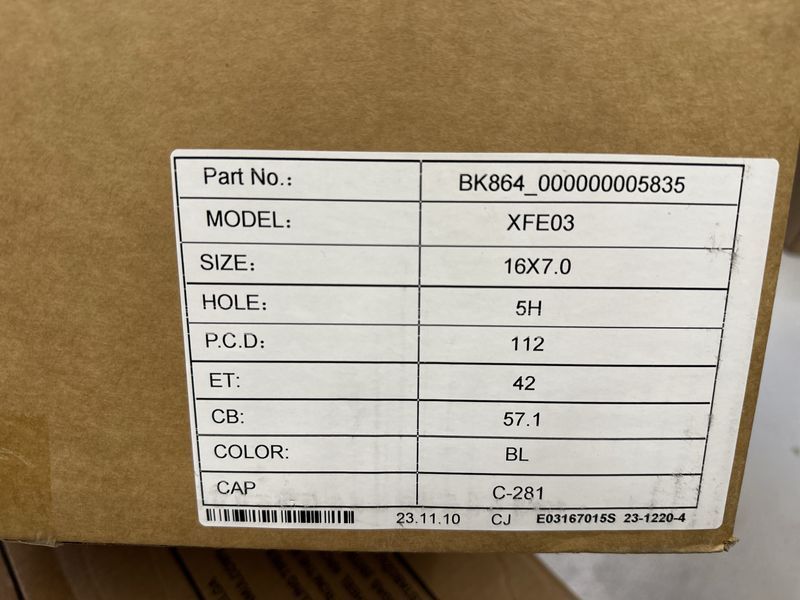 Part No.: BK864_000000005835
MODEL: XFE03
SIZE: 16X7.0
HOLE: 5H
P.C.D: 112
ET: 42
CB: 57.1
COLOR: BL
CAP C-281
23.11.10 CJ E03167015S 23-1220-4